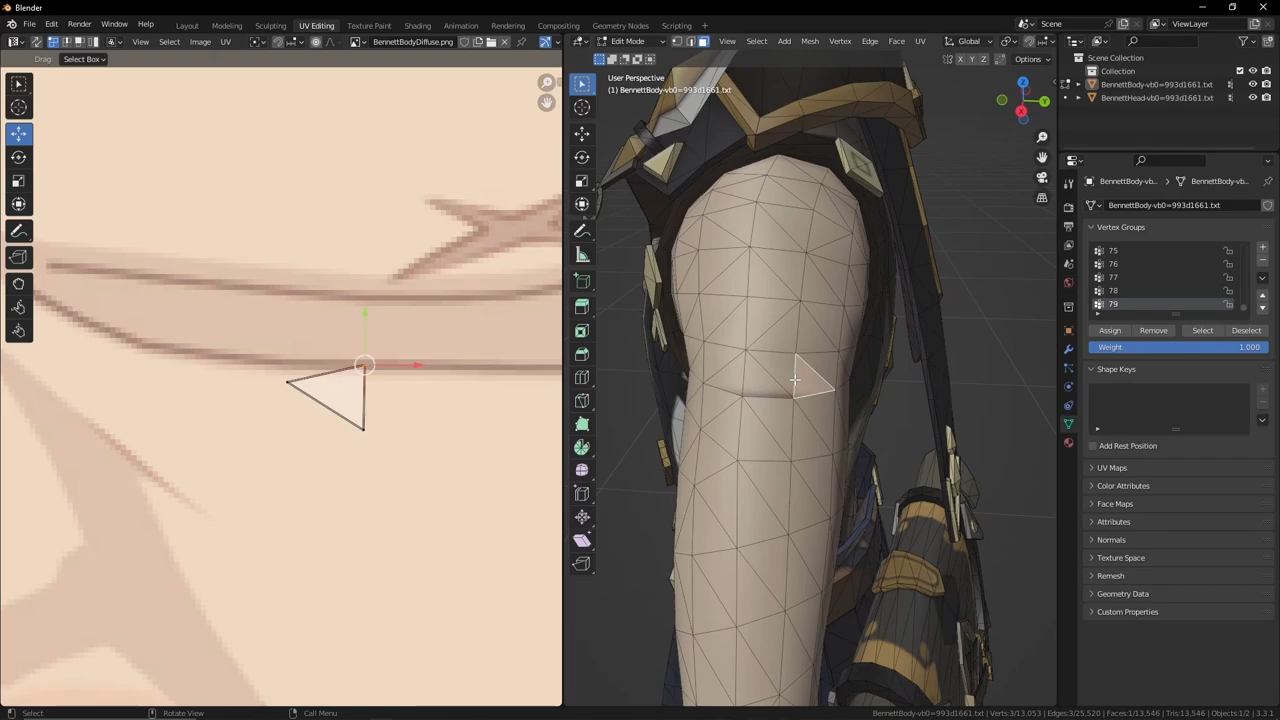 Blender
File Edit Render Window Help Layout Modeling Sculpting UV Editing Texture Paint Shading Animation Rendering Compositing Geometry Nodes Scripting + Scene ViewLayer
View Select Image UV BennettBodyDiffuse.png Edit Mode View Select Add Mesh Vertex Edge Face UV Global
Drag: Select Box X Y Z Options
User Perspective
(1) BennettBody-vb0=993d1661.txt
Z
Y
X
Scene Collection
Collection
BennettBody-vb0=993d1661.txt
BennettHead-vb0=993d1661.txt
BennettBody-vb... BennettBody-vb0...
BennettBody-vb0=993d1661.txt
Vertex Groups
75
76
77
78
79
Assign Remove Select Deselect
Weight 1.000
Shape Keys
Add Rest Position
UV Maps
Color Attributes
Face Maps
Attributes
Normals
Texture Space
Remesh
Geometry Data
Custom Properties
Select Rotate View Call Menu BennettBody-vb0=993d1661.txt | Verts:3/13,053 | Edges:3/25,520 | Faces:1/13,546 | Tris:13,546 | Objects:1/2 | 3.3.1